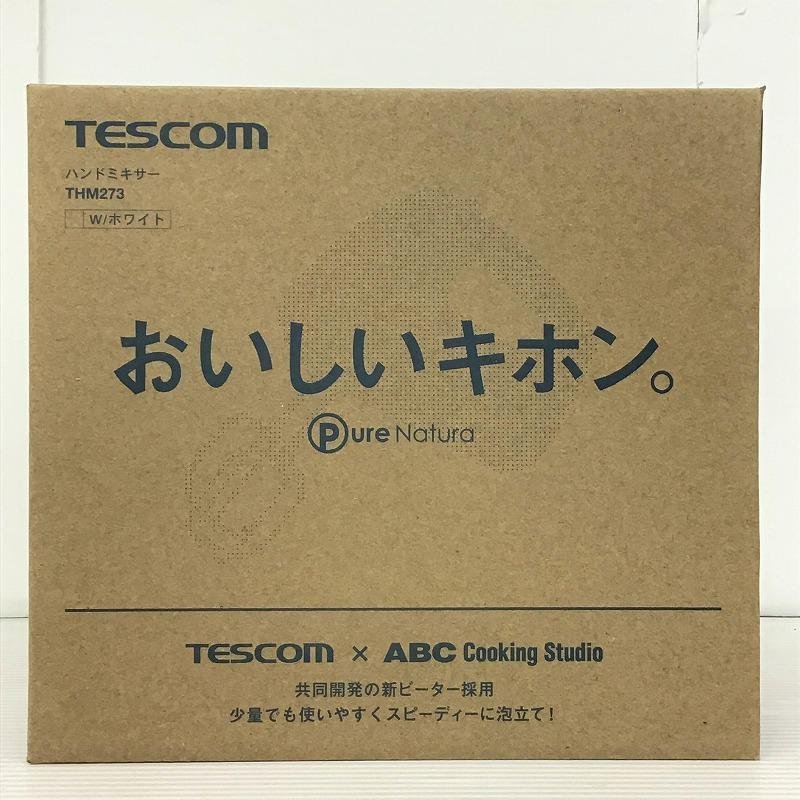 TESCOM
ハンドミキサー
THM273
W/ホワイト
おいしいキホン。
Pure Natura
TESCOM × ABC Cooking Studio
共同開発の新ビーター採用
少量でも使いやすくスピーディーに泡立て!